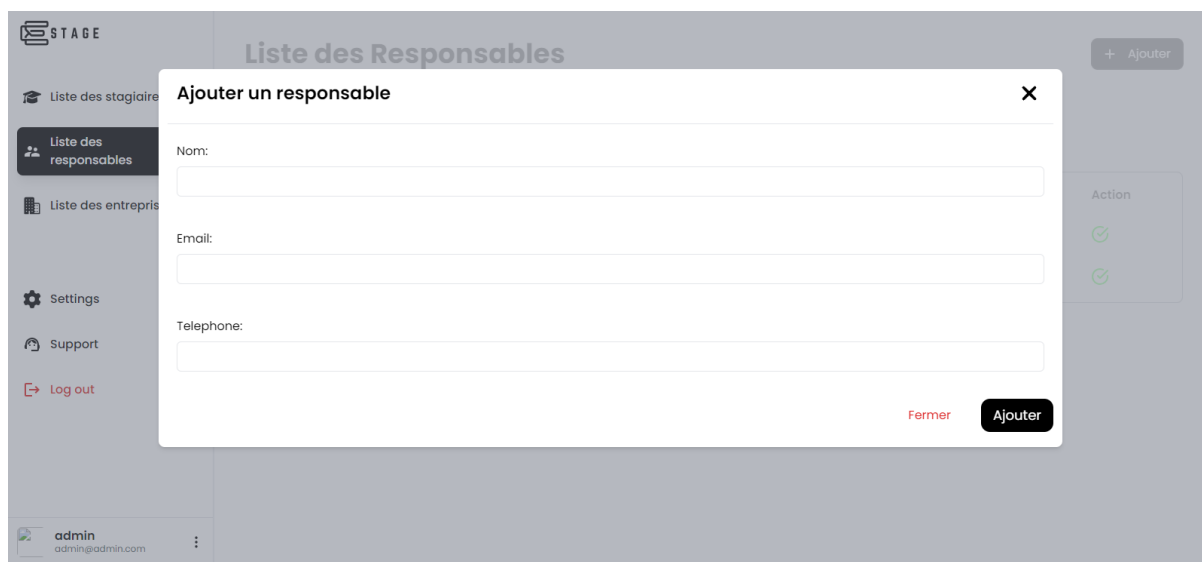 STAGE
Liste des Responsables
+ Ajouter
Liste des stagiaire
Liste des
responsables
Liste des entrepris
Settings
Support
Log out
admin
admin@admin.com
Ajouter un responsable
Nom:
Email:
Telephone:
Fermer
Ajouter
Action